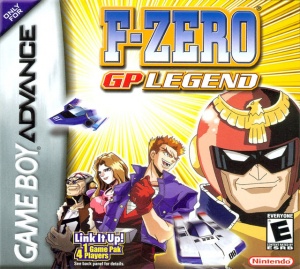 ONLY FOR
GAME BOY ADVANCE
F-ZERO
GP LEGEND
Link It Up!
1 Game Pak
4 Players
See back panel for details.
EVERYONE
E
ESRB
Nintendo